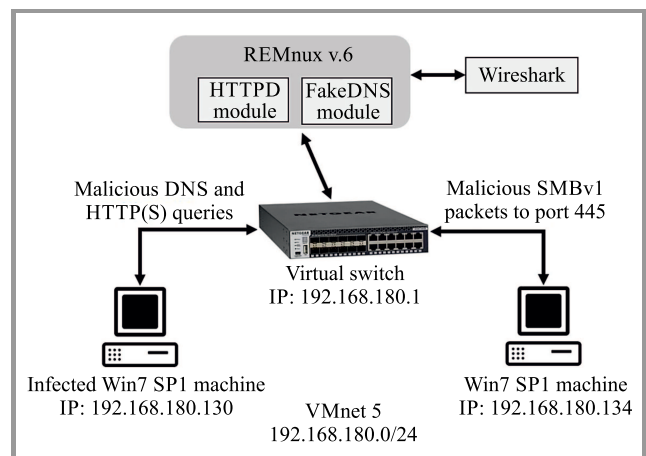 REMnux v.6
HTTPD
module
FakeDNS
module
Wireshark
Malicious DNS and
HTTP(S) queries
Malicious SMBv1
packets to port 445
NETGEAR
Virtual switch
IP: 192.168.180.1
Infected Win7 SP1 machine
IP: 192.168.180.130
Win7 SP1 machine
IP: 192.168.180.134
VMnet 5
192.168.180.0/24